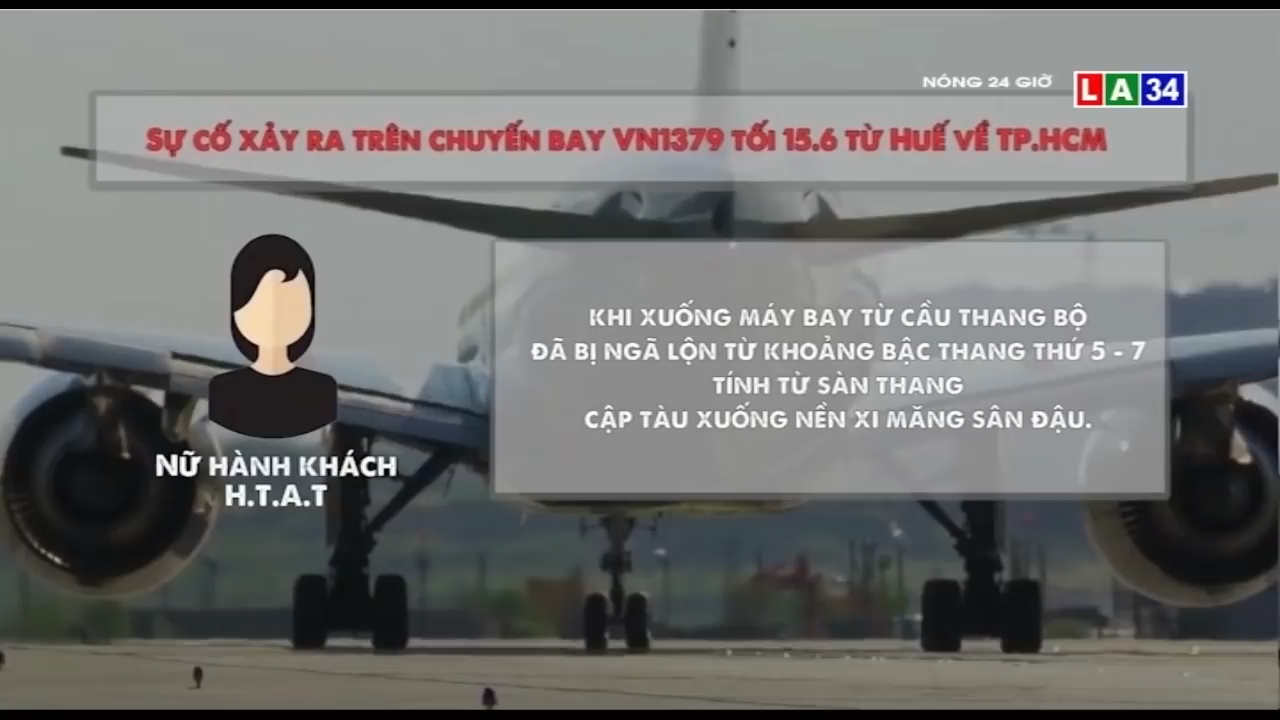 NÓNG 24 GIỜ
LA34
SỰ CỐ XẢY RA TRÊN CHUYẾN BAY VN1379 TỐI 15.6 TỪ HUẾ VỀ TP.HCM
KHI XUỐNG MÁY BAY TỪ CẦU THANG BỘ
ĐÃ BỊ NGÃ LỘN TỪ KHOẢNG BẬC THANG THỨ 5 - 7
TÍNH TỪ SÀN THANG
CẬP TÀU XUỐNG NỀN XI MĂNG SÂN ĐẬU.
NỮ HÀNH KHÁCH
H.T.A.T